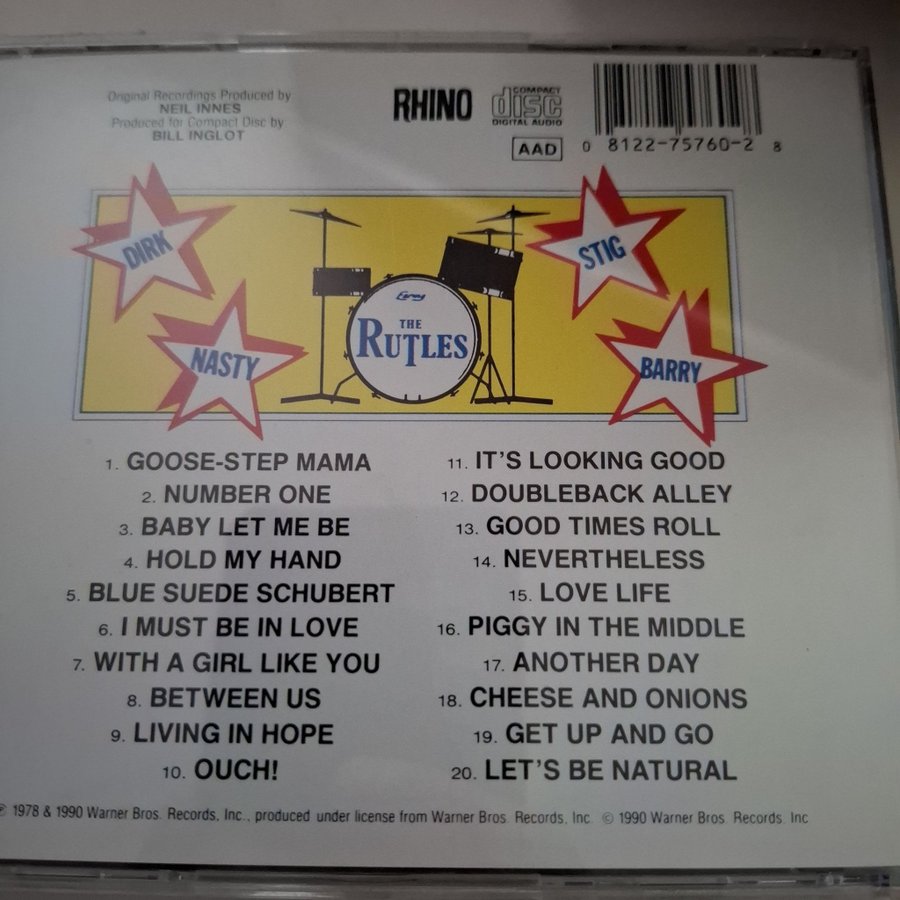 Original Recordings Produced by
NEIL INNES
Produced for Compact Disc by
BILL INGLOT
RHINO
COMPACT
disc
DIGITAL AUDIO
AAD
0 8122-75760-2 8
DIRK
STIG
NASTY
BARRY
THE
RUTLES
1. GOOSE-STEP MAMA
2. NUMBER ONE
3. BABY LET ME BE
4. HOLD MY HAND
5. BLUE SUEDE SCHUBERT
6. I MUST BE IN LOVE
7. WITH A GIRL LIKE YOU
8. BETWEEN US
9. LIVING IN HOPE
10. OUCH!
11. IT'S LOOKING GOOD
12. DOUBLEBACK ALLEY
13. GOOD TIMES ROLL
14. NEVERTHELESS
15. LOVE LIFE
16. PIGGY IN THE MIDDLE
17. ANOTHER DAY
18. CHEESE AND ONIONS
19. GET UP AND GO
20. LET'S BE NATURAL
℗ 1978 & 1990 Warner Bros. Records, Inc., produced under license from Warner Bros. Records, Inc. © 1990 Warner Bros. Records. Inc